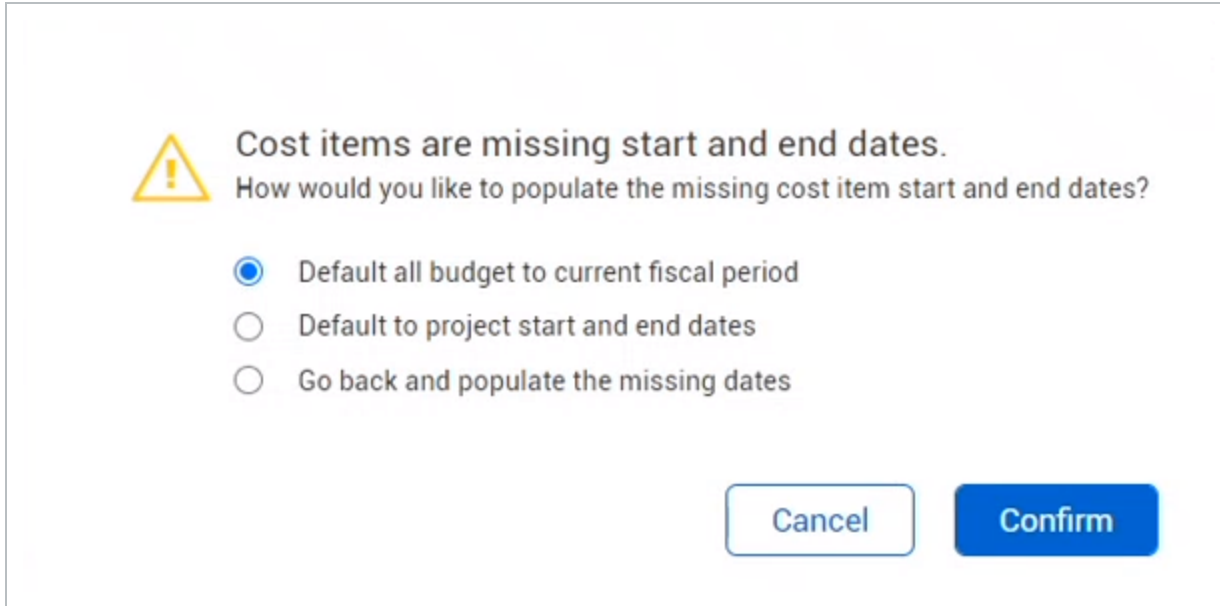 Cost items are missing start and end dates.
How would you like to populate the missing cost item start and end dates?
Default all budget to current fiscal period
Default to project start and end dates
Go back and populate the missing dates
Cancel
Confirm